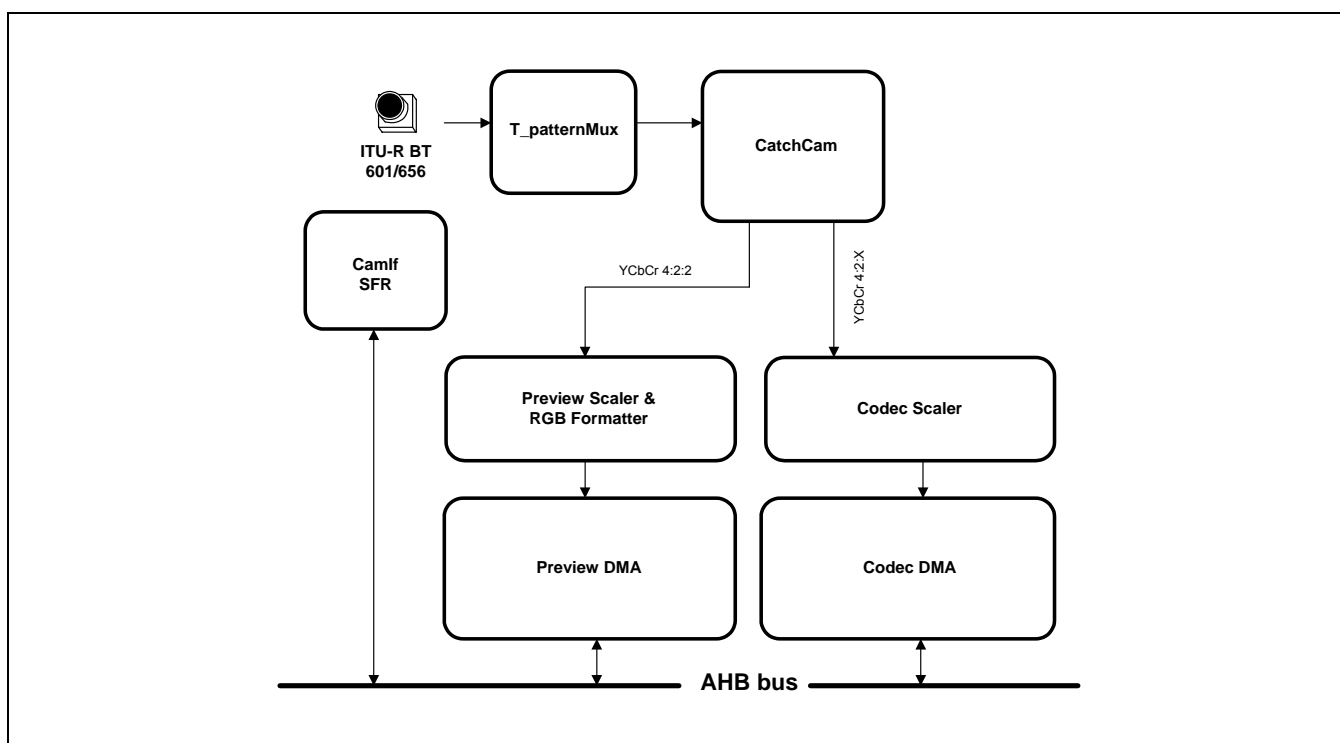 T_patternMux
CatchCam
ITU-R BT
601/656
CamIf
SFR
YCbCr 4:2:2
YCbCr 4:2:X
Preview Scaler &
RGB Formatter
Codec Scaler
Preview DMA
Codec DMA
AHB bus